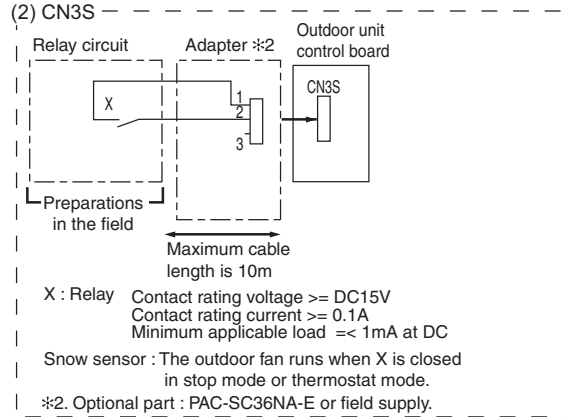 (2) CN3S
Relay circuit
Adapter ✻2
Outdoor unit
control board
CN3S
X
1
2
3
Preparations
in the field
Maximum cable
length is 10m
X : Relay
Contact rating voltage >= DC15V
Contact rating current >= 0.1A
Minimum applicable load =< 1mA at DC
Snow sensor : The outdoor fan runs when X is closed
in stop mode or thermostat mode.
✻2. Optional part : PAC-SC36NA-E or field supply.